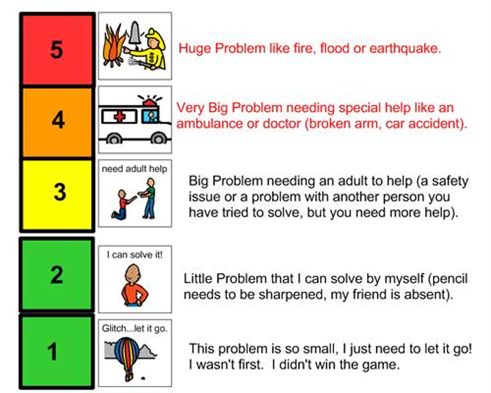 5
Huge Problem like fire, flood or earthquake.
4
Very Big Problem needing special help like an
ambulance or doctor (broken arm, car accident).
3
need adult help
Big Problem needing an adult to help (a safety
issue or a problem with another person you
have tried to solve, but you need more help).
2
I can solve it!
Little Problem that I can solve by myself (pencil
needs to be sharpened, my friend is absent).
1
Glitch...let it go.
This problem is so small, I just need to let it go!
I wasn't first. I didn't win the game.